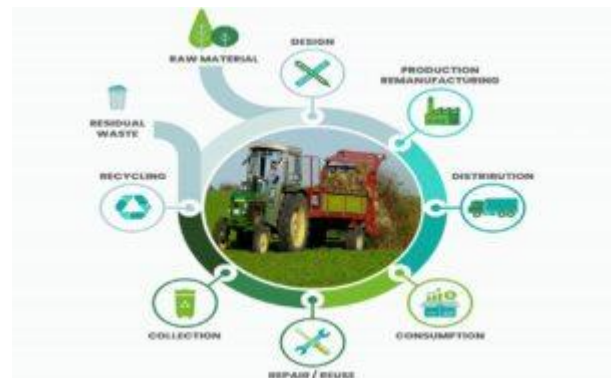 DESIGN
RAW MATERIAL
PRODUCTION
REMANUFACTURING
RESIDUAL
WASTE
RECYCLING
DISTRIBUTION
COLLECTION
CONSUMPTION
REPAIR / REUSE